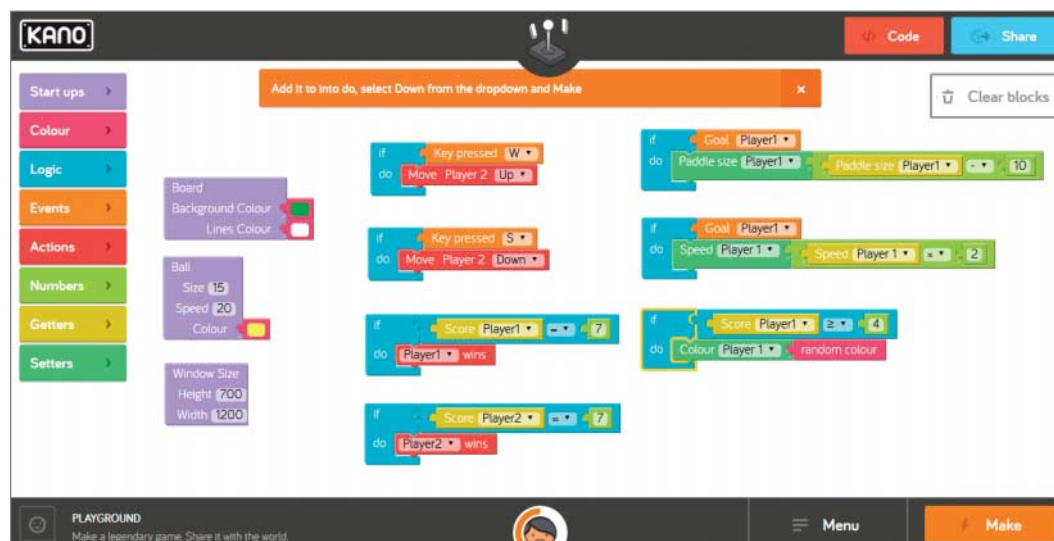 KANO
Code
Share
Add it to into do, select Down from the dropdown and Make ×
Clear blocks
Start ups
Colour
Logic
Events
Actions
Numbers
Getters
Setters
Board
Background Colour
Lines Colour
Ball
Size 15
Speed 20
Colour
Window Size
Height 700
Width 1200
if Key pressed W
do Move Player 2 Up
if Key pressed S
do Move Player 2 Down
if Score Player1 = 7
do Player1 wins
if Score Player2 = 7
do Player2 wins
if Goal Player1
do Paddle size Player1 Paddle size Player1 - 10
if Goal Player1
do Speed Player 1 Speed Player 1 × 2
if Score Player1 ≥ 4
do Colour Player 1 random colour
PLAYGROUND
Make a legendary game. Share it with the world.
Menu
Make